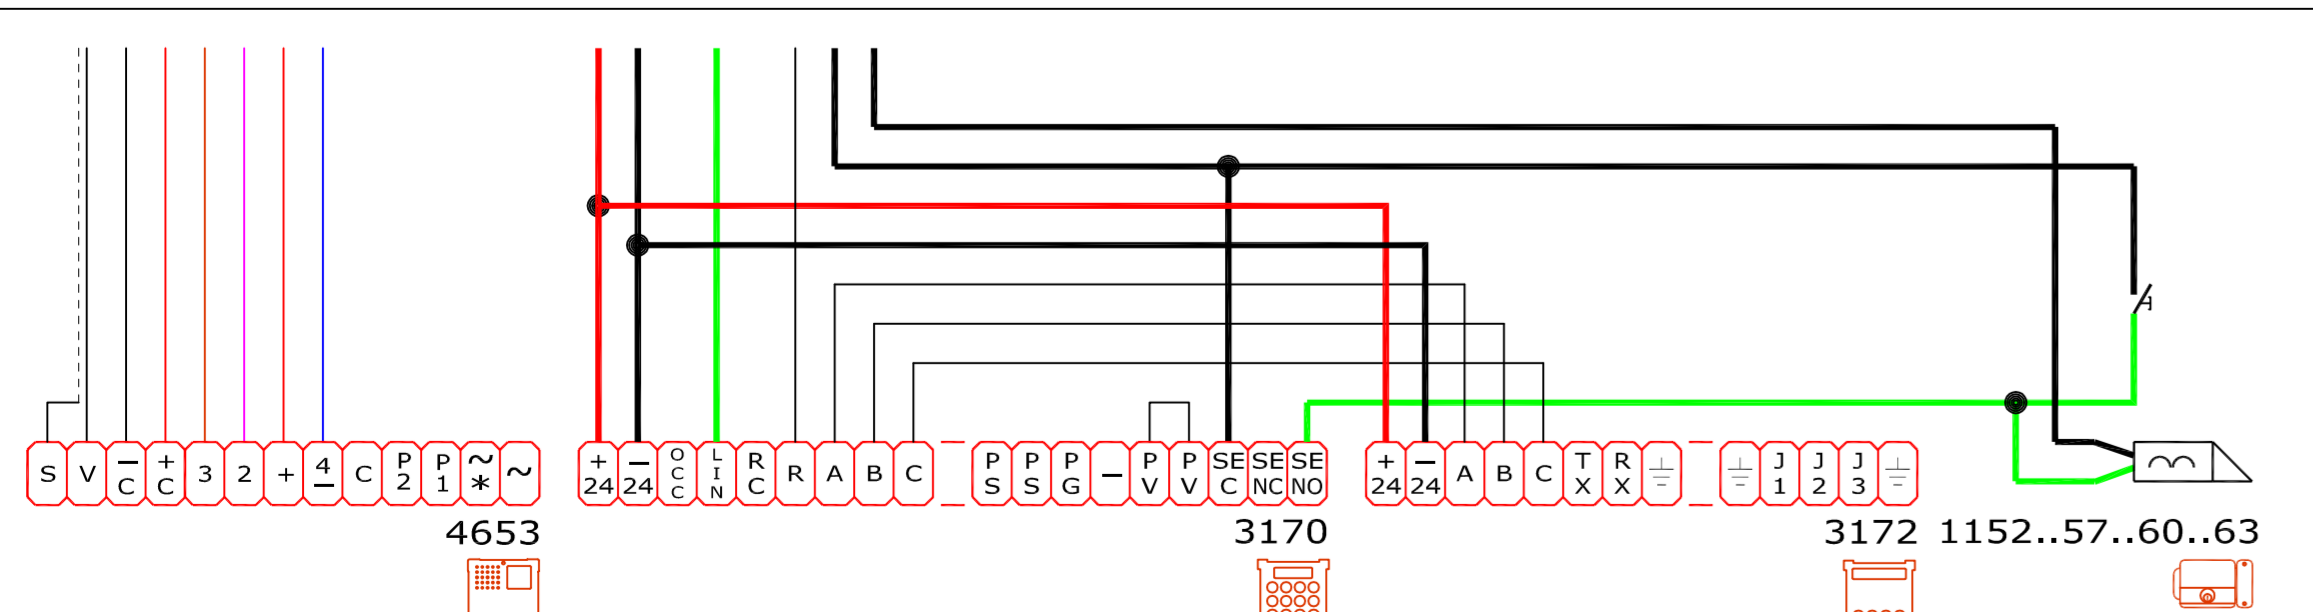 A
S V – C + C 3 2 + 4 – C P 2 P 1 ~ * ~
+ 24 – 24 O C C L I N R C R A B C
P S P S P G – P V P V SE C SE NC SE NO
+ 24 – 24 A B C T X R X
J 1 J 2 J 3
4653
3170
3172
1152..57..60..63